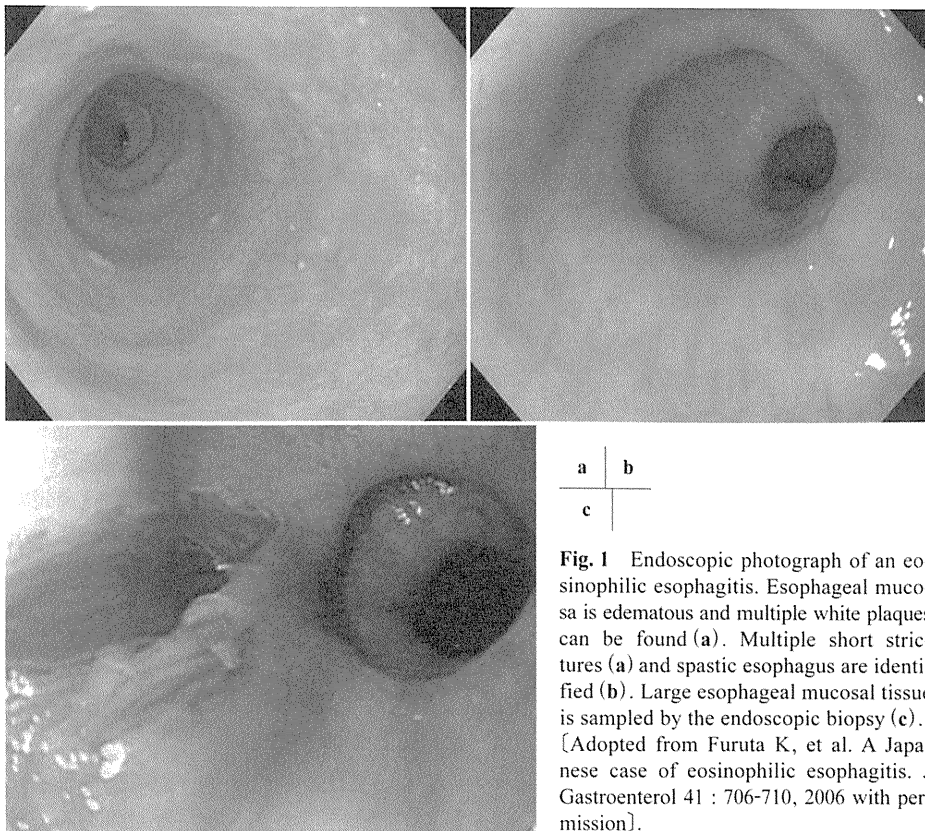 a b
c
Fig. 1 Endoscopic photograph of an eo-
sinophilic esophagitis. Esophageal muco-
sa is edematous and multiple white plaques
can be found (a). Multiple short stric-
tures (a) and spastic esophagus are identi-
fied (b). Large esophageal mucosal tissue
is sampled by the endoscopic biopsy (c).
[Adopted from Furuta K, et al. A Japa-
nese case of eosinophilic esophagitis.
Gastroenterol 41 : 706-710, 2006 with per-
mission].